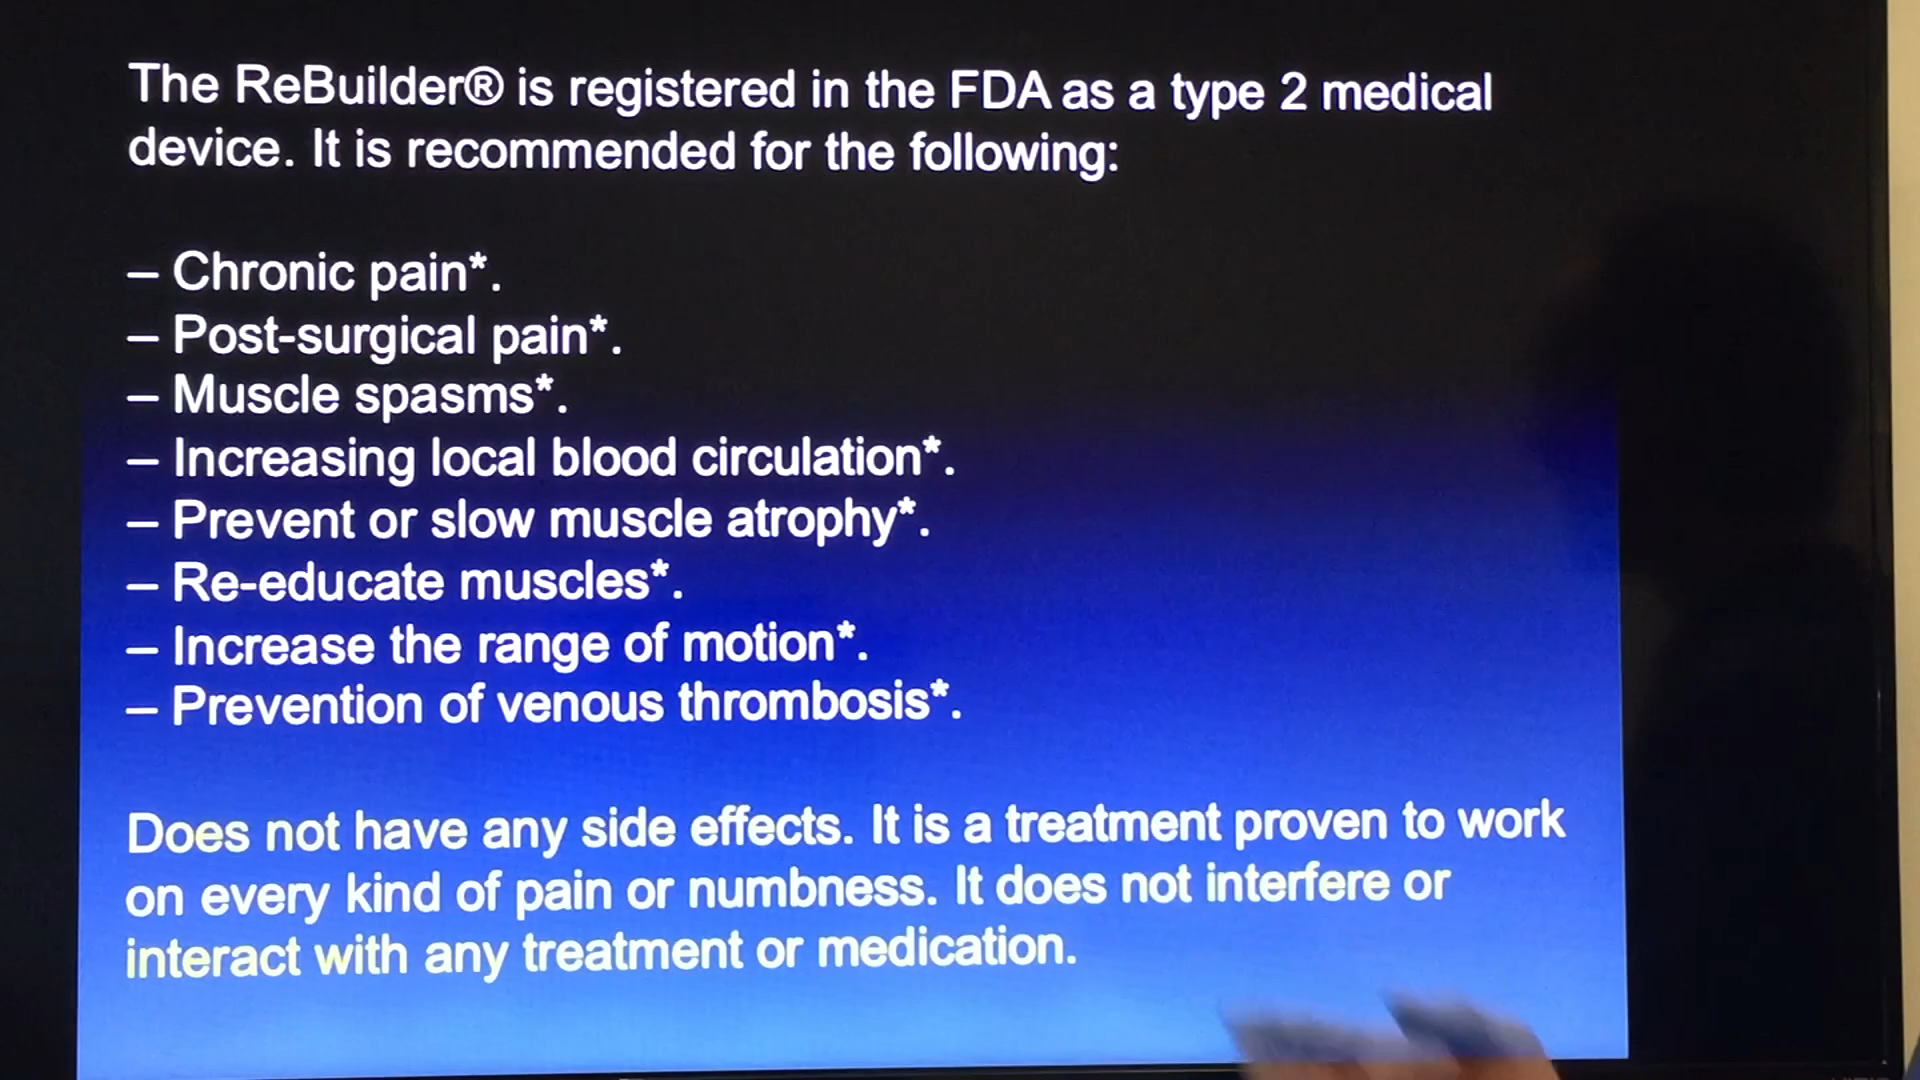 The ReBuilder® is registered in the FDA as a type 2 medical
device. It is recommended for the following:
– Chronic pain*.
– Post-surgical pain*.
– Muscle spasms*.
– Increasing local blood circulation*.
– Prevent or slow muscle atrophy*.
– Re-educate muscles*.
– Increase the range of motion*.
– Prevention of venous thrombosis*.
Does not have any side effects. It is a treatment proven to work
on every kind of pain or numbness. It does not interfere or
interact with any treatment or medication.